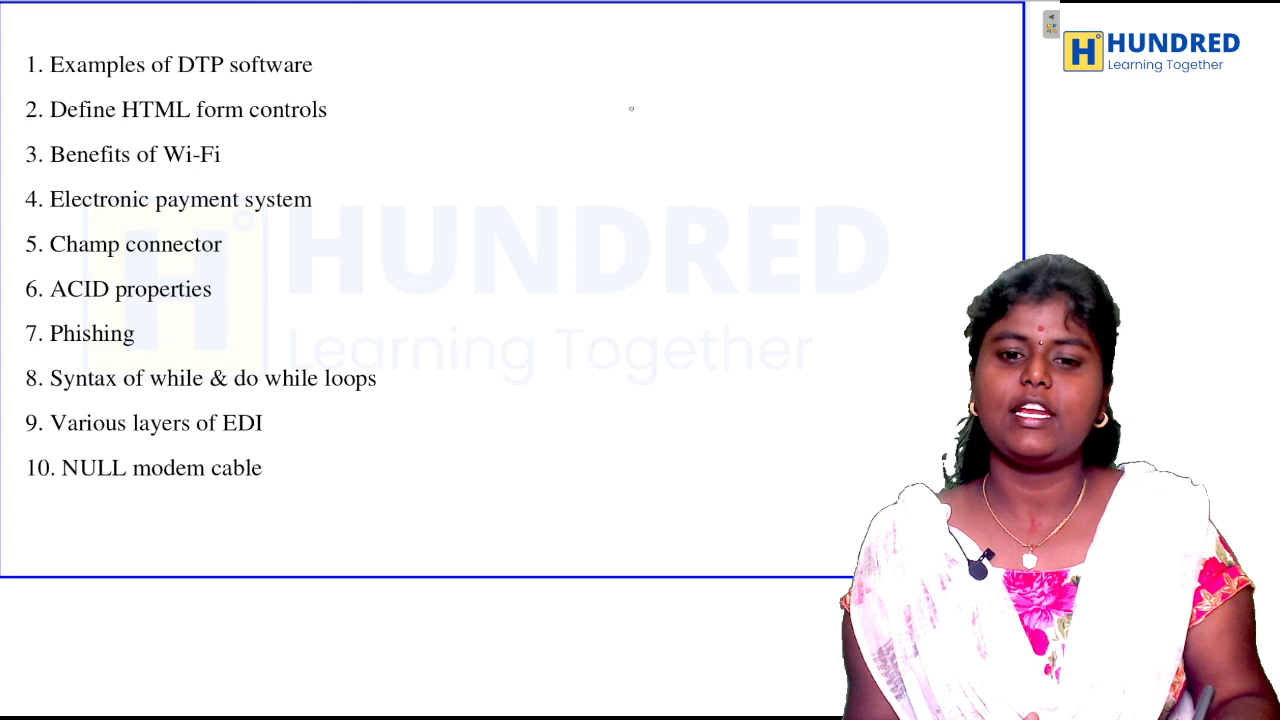 1. Examples of DTP software
2. Define HTML form controls
3. Benefits of Wi-Fi
4. Electronic payment system
5. Champ connector
6. ACID properties
7. Phishing
8. Syntax of while & do while loops
9. Various layers of EDI
10. NULL modem cable
H HUNDRED
Learning Together
H HUNDRED
Learning Together